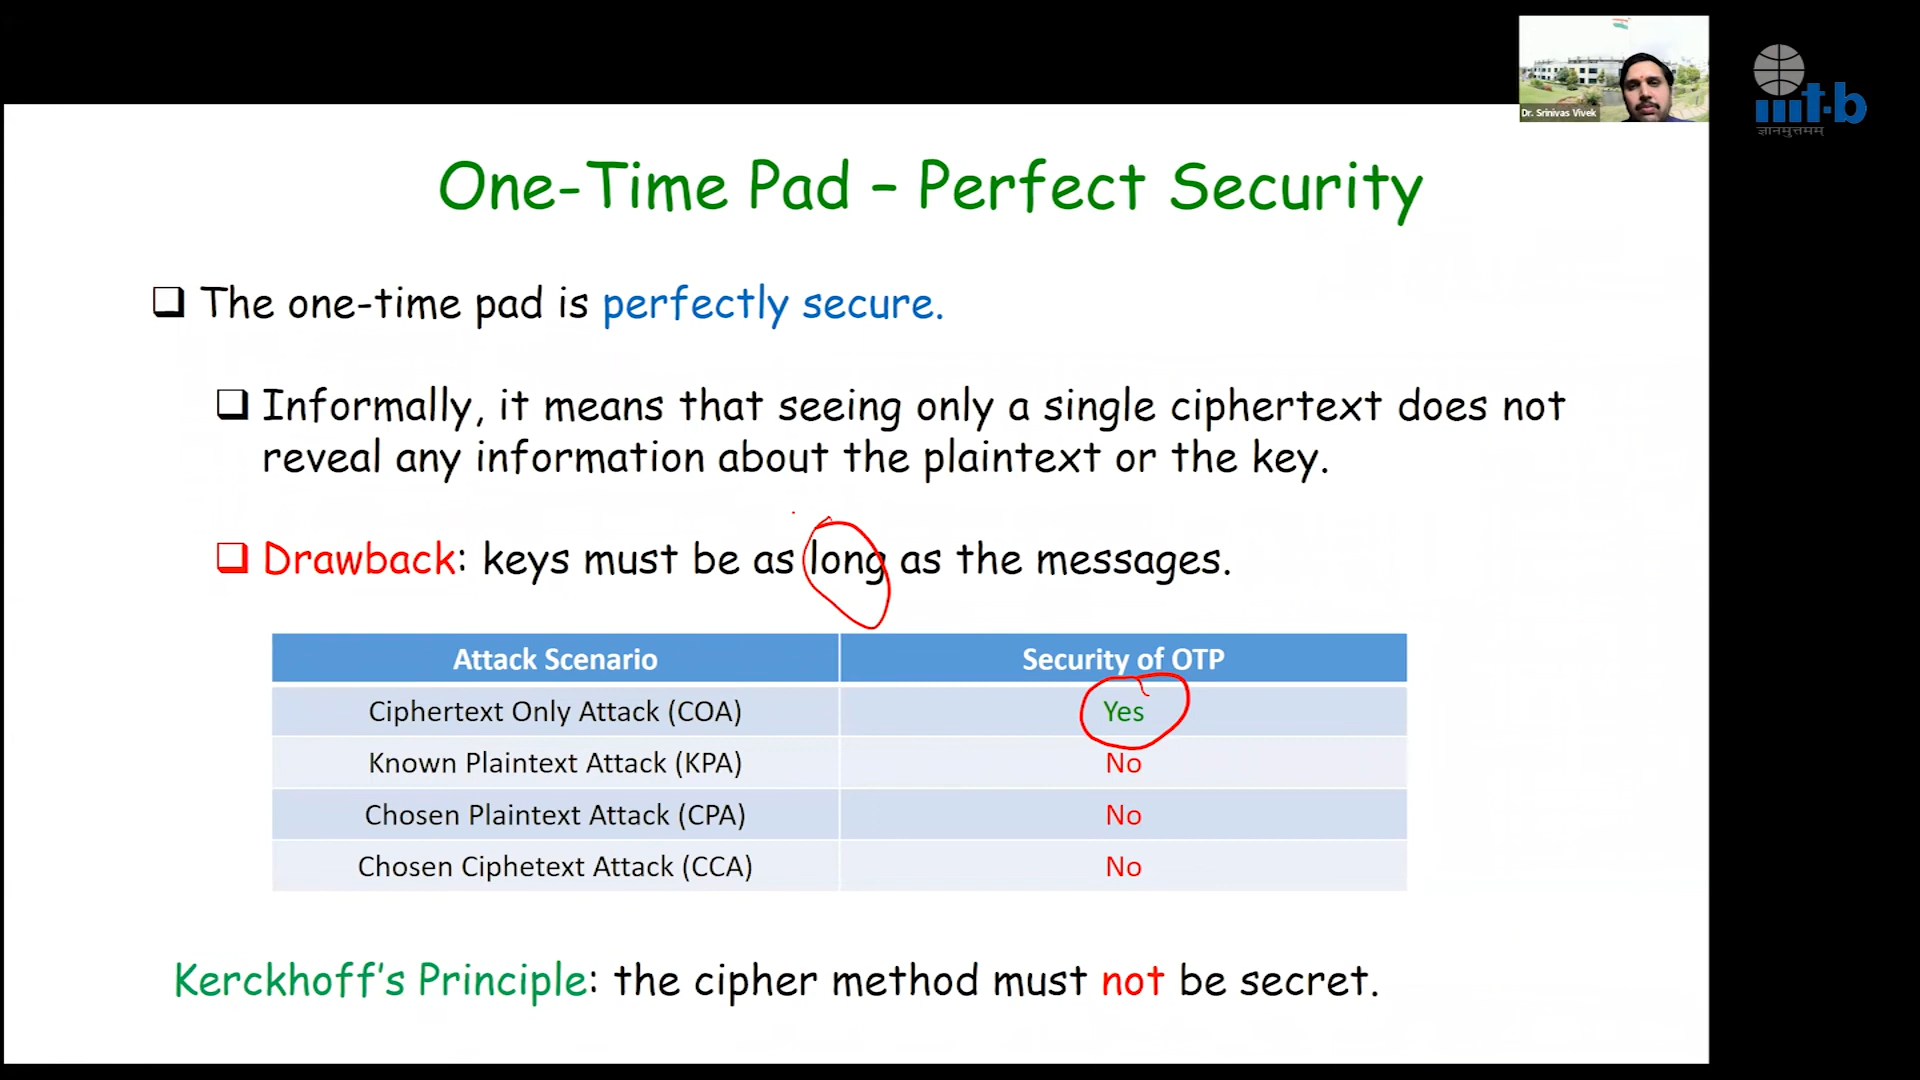 Dr. Srinivas Vivek
iiit-b
ज्ञानमुत्तमम्
One-Time Pad – Perfect Security
The one-time pad is perfectly secure.
Informally, it means that seeing only a single ciphertext does not
reveal any information about the plaintext or the key.
Drawback: keys must be as long as the messages.
Attack Scenario Security of OTP
Ciphertext Only Attack (COA) Yes
Known Plaintext Attack (KPA) No
Chosen Plaintext Attack (CPA) No
Chosen Ciphetext Attack (CCA) No
Kerckhoff's Principle: the cipher method must not be secret.